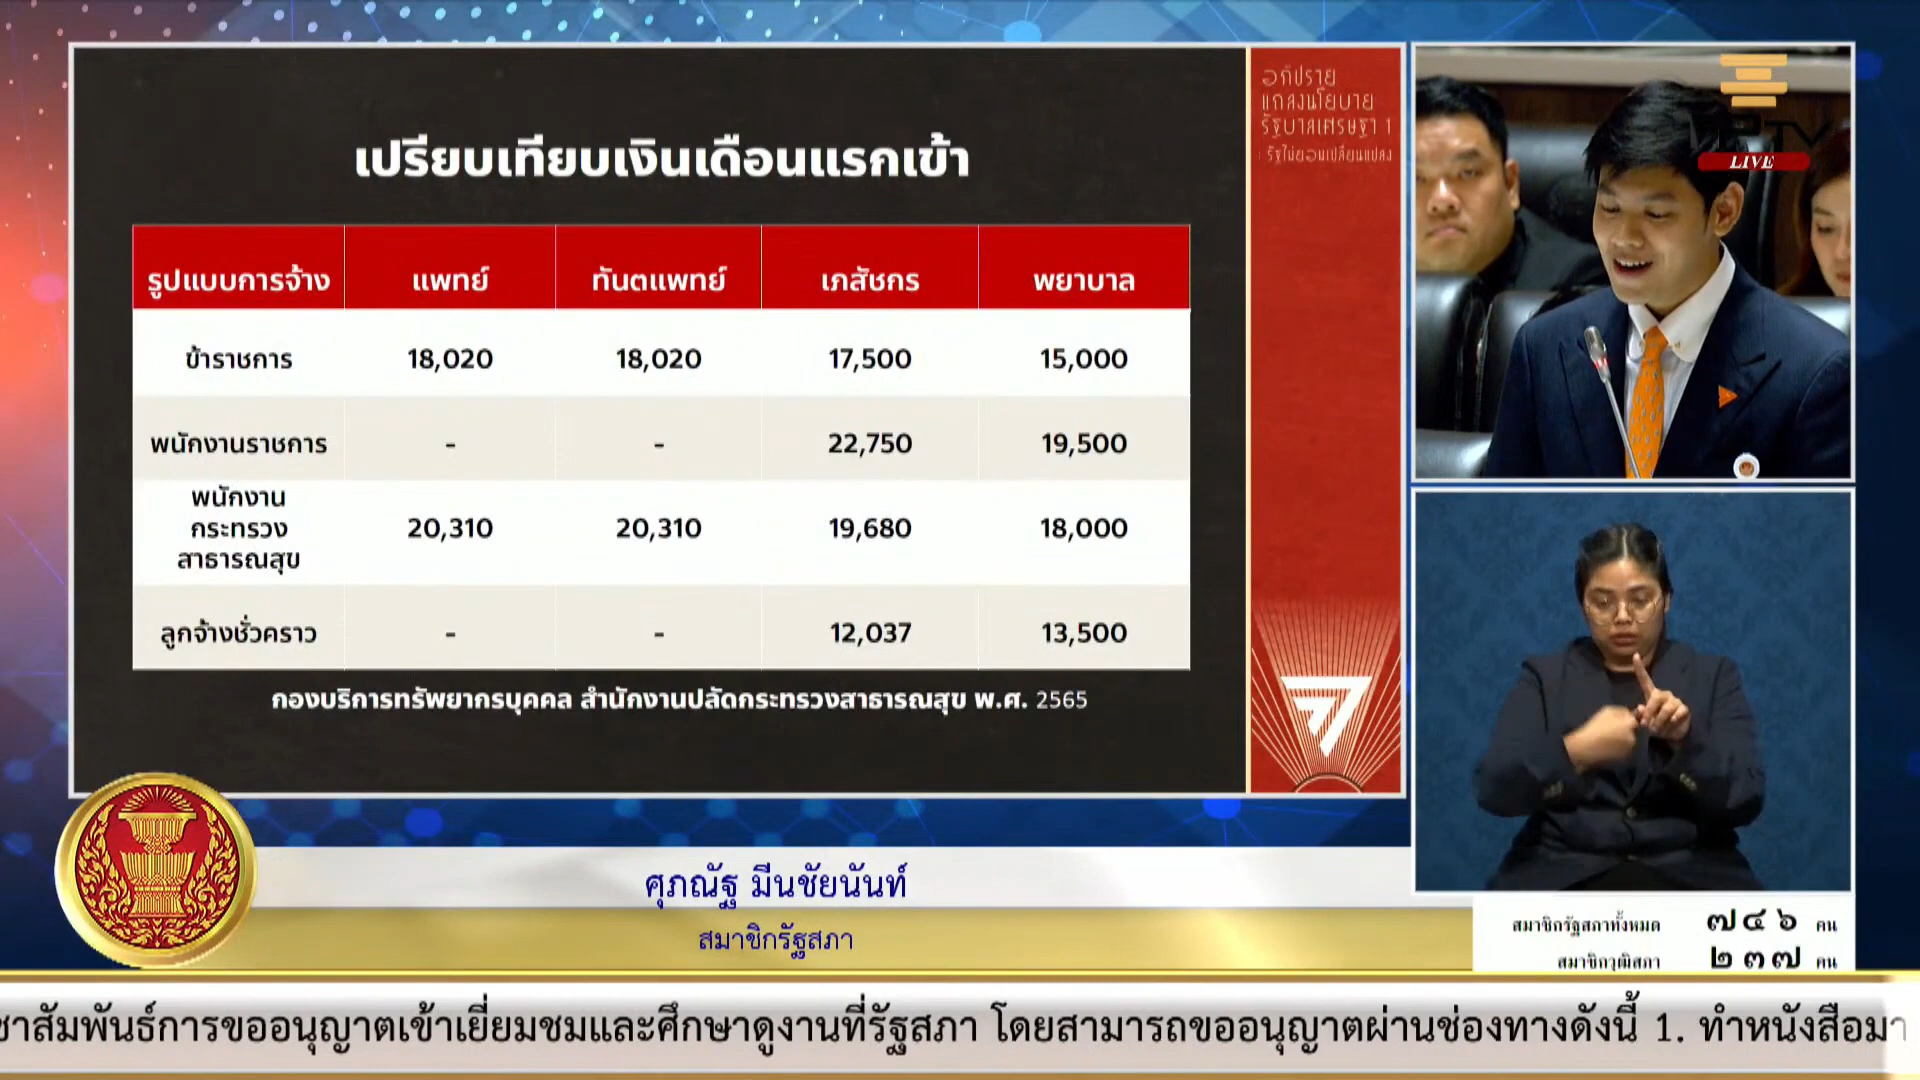 เปรียบเทียบเงินเดือนแรกเข้า
รูปแบบการจ้าง แพทย์ ทันตแพทย์ เภสัชกร พยาบาล
ข้าราชการ 18,020 18,020 17,500 15,000
พนักงานราชการ - - 22,750 19,500
พนักงาน
กระทรวง
สาธารณสุข
20,310 20,310 19,680 18,000
ลูกจ้างชั่วคราว - - 12,037 13,500
กองบริการทรัพยากรบุคคล สำนักงานปลัดกระทรวงสาธารณสุข พ.ศ. 2565
อภิปราย
แถลงนโยบาย
รัฐบาลเศรษฐา 1
: รัฐไม่ยอมเปลี่ยนแปลง
LIVE
ศุภณัฐ มีนชัยนันท์
สมาชิกรัฐสภา
สมาชิกรัฐสภาทั้งหมด ๗๔๖ คน
สมาชิกวุฒิสภา ๒๓๗ คน
ชาสัมพันธ์การขออนุญาตเข้าเยี่ยมชมและศึกษาดูงานที่รัฐสภา โดยสามารถขออนุญาตผ่านช่องทางดังนี้ 1. ทำหนังสือมา